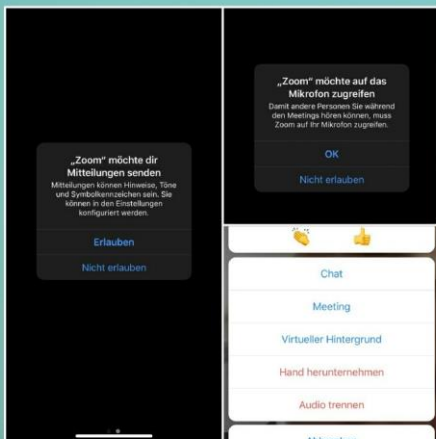 „Zoom“ möchte dir
Mitteilungen senden
Mitteilungen können Hinweise, Töne
und Symbolkennzeichen sein. Sie
können in den Einstellungen
konfiguriert werden.
Erlauben
Nicht erlauben
„Zoom“ möchte auf das
Mikrofon zugreifen
Damit andere Personen Sie während
den Meetings hören können, muss
Zoom auf Ihr Mikrofon zugreifen.
OK
Nicht erlauben
Chat
Meeting
Virtueller Hintergrund
Hand herunternehmen
Audio trennen